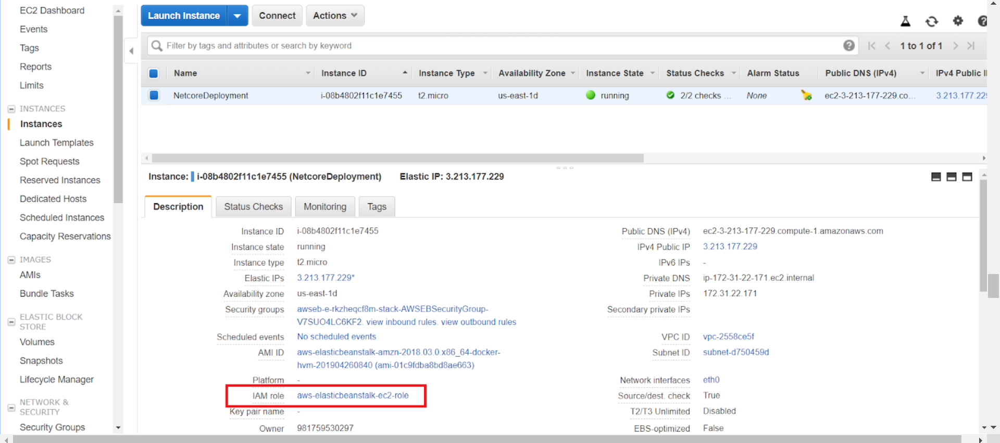 EC2 Dashboard
Events
Tags
Reports
Limits
INSTANCES
Instances
Launch Templates
Spot Requests
Reserved Instances
Dedicated Hosts
Scheduled Instances
Capacity Reservations
IMAGES
AMIs
Bundle Tasks
ELASTIC BLOCK
STORE
Volumes
Snapshots
Lifecycle Manager
NETWORK &
SECURITY
Security Groups
Launch Instance Connect Actions
Filter by tags and attributes or search by keyword 1 to 1 of 1
Name Instance ID Instance Type Availability Zone Instance State Status Checks Alarm Status Public DNS (IPv4) IPv4 Public I
NetcoreDeployment i-08b4802f11c1e7455 t2.micro us-east-1d running 2/2 checks ... None ec2-3-213-177-229.co... 3.213.177.229
Instance: i-08b4802f11c1e7455 (NetcoreDeployment) Elastic IP: 3.213.177.229
Description Status Checks Monitoring Tags
Instance ID i-08b4802f11c1e7455
Instance state running
Instance type t2.micro
Elastic IPs 3.213.177.229*
Availability zone us-east-1d
Security groups awseb-e-rkzheqcf8m-stack-AWSEBSecurityGroup-
V7SUO4LC6KF2. view inbound rules. view outbound rules
Scheduled events No scheduled events
AMI ID aws-elasticbeanstalk-amzn-2018.03.0.x86_64-docker-
hvm-201904260840 (ami-01c9fdba8bd8ae663)
Platform -
IAM role aws-elasticbeanstalk-ec2-role
Key pair name -
Owner 981759530297
Public DNS (IPv4) ec2-3-213-177-229.compute-1.amazonaws.com
IPv4 Public IP 3.213.177.229
IPv6 IPs -
Private DNS ip-172-31-22-171.ec2.internal
Private IPs 172.31.22.171
Secondary private IPs
VPC ID vpc-2558ce5f
Subnet ID subnet-d750459d
Network interfaces eth0
Source/dest. check True
T2/T3 Unlimited Disabled
EBS-optimized False